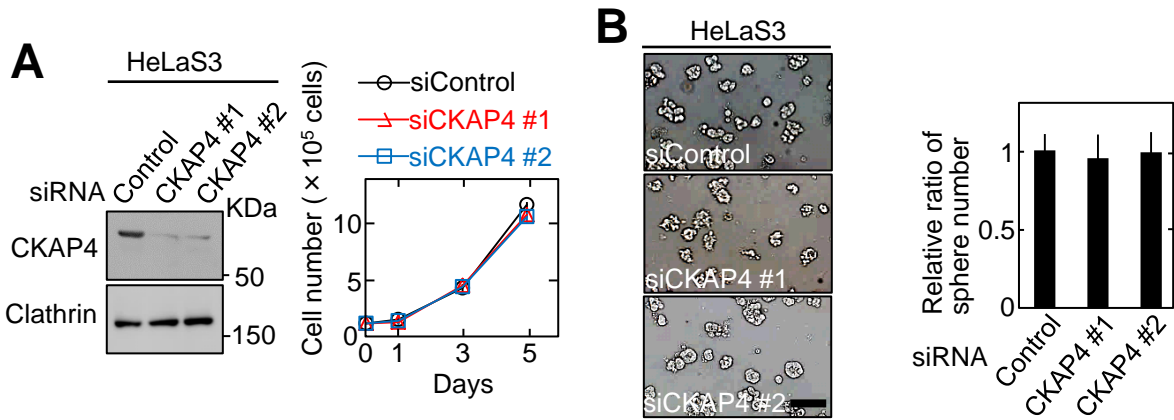 A
HeLaS3
siRNA
Control
CKAP4 #1
CKAP4 #2
KDa
CKAP4
50
Clathrin
150
Cell number ( × 10⁵ cells)
siControl
siCKAP4 #1
siCKAP4 #2
10
5
0
0 1 3 5
Days
B
HeLaS3
siControl
siCKAP4 #1
siCKAP4 #2
Relative ratio of
sphere number
1
0.5
0
siRNA
Control
CKAP4 #1
CKAP4 #2